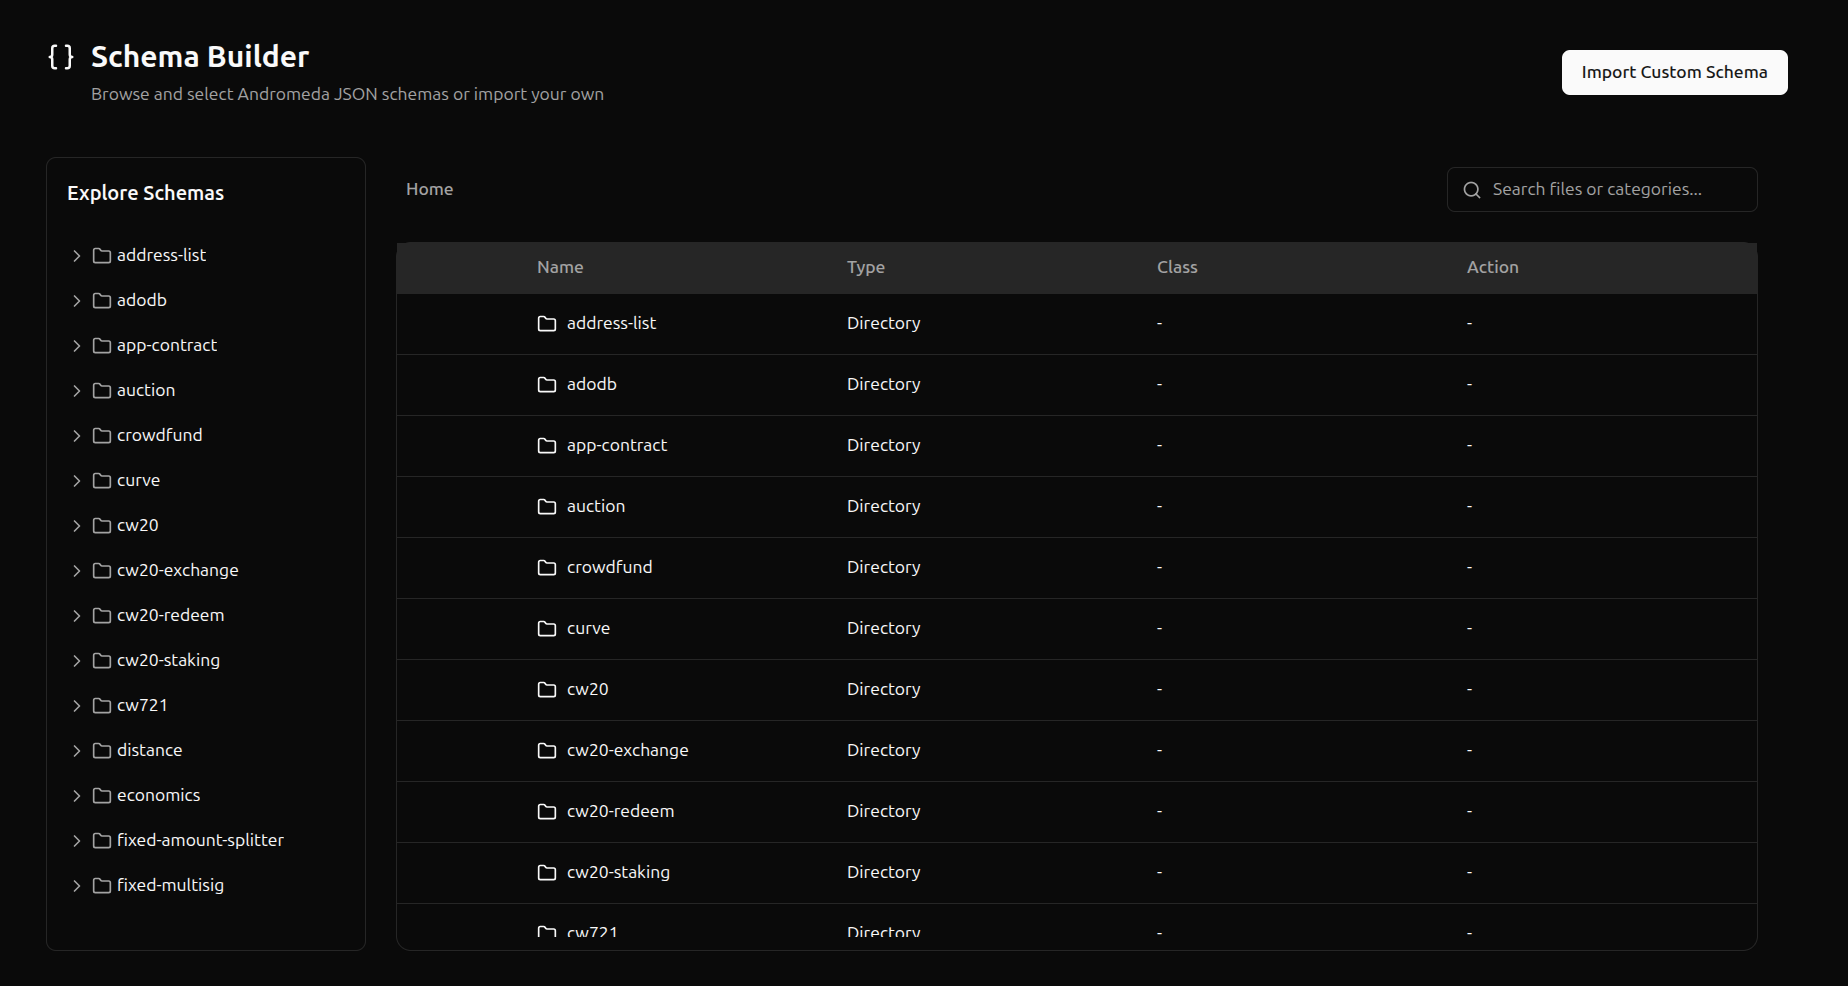 { } Schema Builder
Browse and select Andromeda JSON schemas or import your own
Import Custom Schema
Explore Schemas
address-list
adodb
app-contract
auction
crowdfund
curve
cw20
cw20-exchange
cw20-redeem
cw20-staking
cw721
distance
economics
fixed-amount-splitter
fixed-multisig
Home
Search files or categories...
Name Type Class Action
address-list Directory - -
adodb Directory - -
app-contract Directory - -
auction Directory - -
crowdfund Directory - -
curve Directory - -
cw20 Directory - -
cw20-exchange Directory - -
cw20-redeem Directory - -
cw20-staking Directory - -
cw721 Directory - -